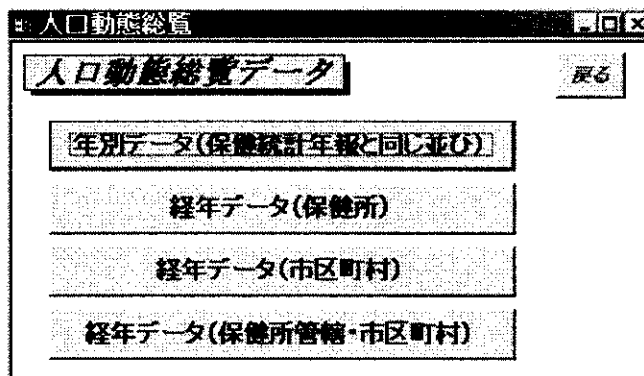 人口動態総覧
人口動態総覧データ
戻る
年別データ(保健統計年報と同じ並び)
経年データ(保健所)
経年データ(市区町村)
経年データ(保健所管轄・市区町村)